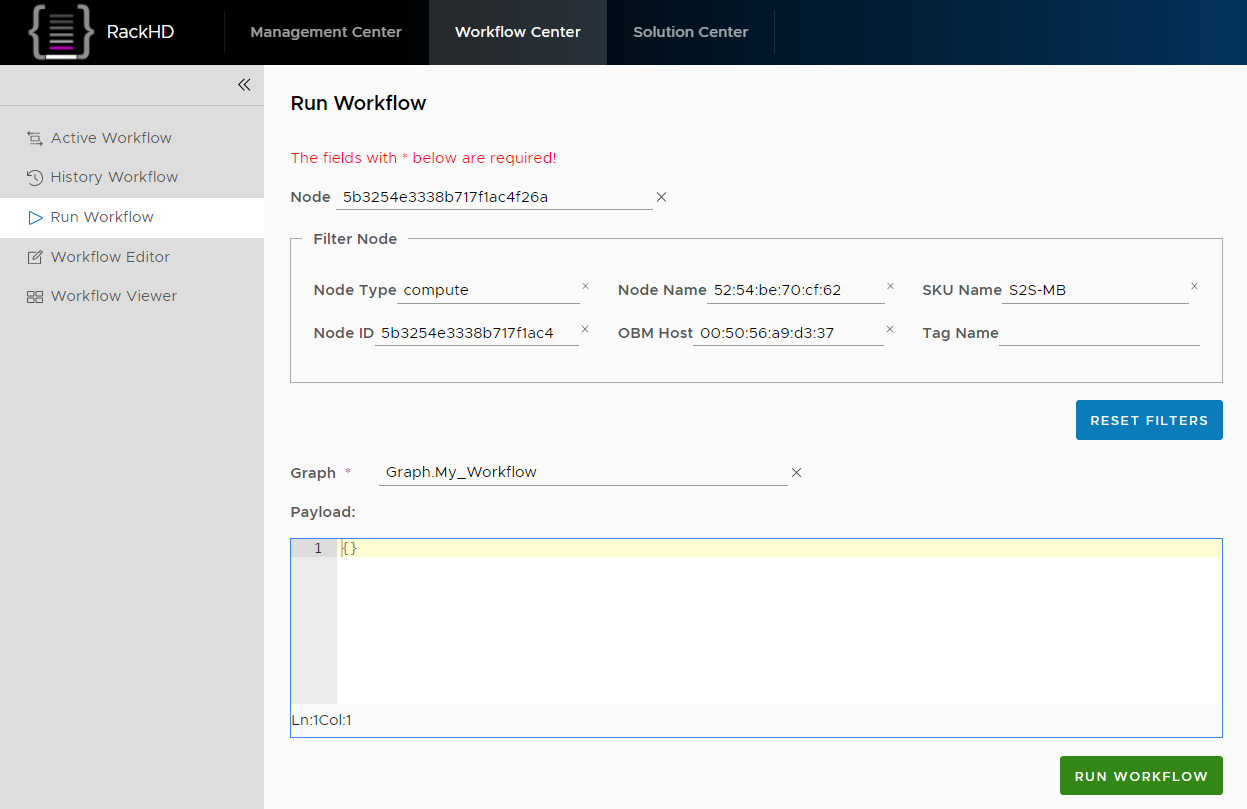 RackHD Management Center Workflow Center Solution Center
Run Workflow
Active Workflow
History Workflow
Run Workflow
Workflow Editor
Workflow Viewer
The fields with * below are required!
Node 5b3254e3338b717f1ac4f26a
Filter Node
Node Type compute Node Name 52:54:be:70:cf:62 SKU Name S2S-MB
Node ID 5b3254e3338b717f1ac4 OBM Host 00:50:56:a9:d3:37 Tag Name
RESET FILTERS
Graph * Graph.My_Workflow
Payload:
1 {}
Ln:1Col:1
RUN WORKFLOW